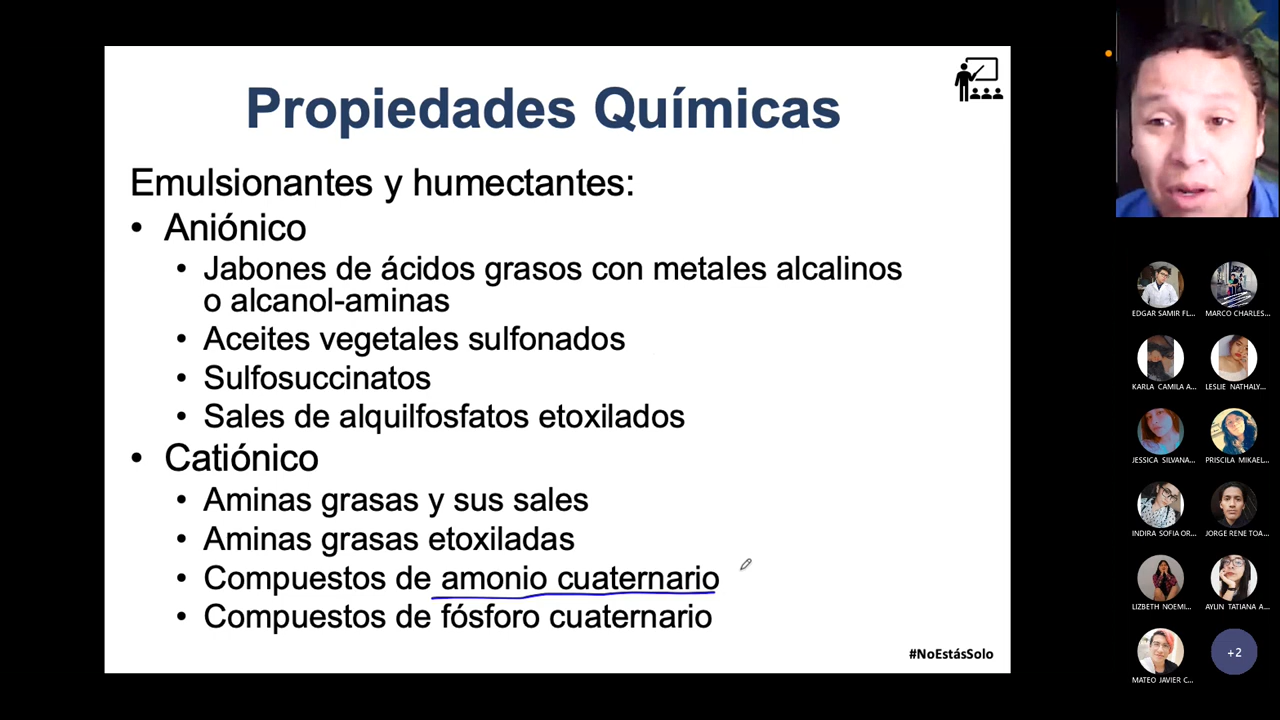 Propiedades Químicas
Emulsionantes y humectantes:
• Aniónico
• Jabones de ácidos grasos con metales alcalinos
o alcanol-aminas
• Aceites vegetales sulfonados
• Sulfosuccinatos
• Sales de alquilfosfatos etoxilados
• Catiónico
• Aminas grasas y sus sales
• Aminas grasas etoxiladas
• Compuestos de amonio cuaternario
• Compuestos de fósforo cuaternario
#NoEstásSolo
EDGAR SAMIR FL...
MARCO CHARLES...
KARLA CAMILA A...
LESLIE NATHALY...
JESSICA SILVANA...
PRISCILA MIKAEL...
INDIRA SOFIA OR...
JORGE RENE TOA...
LIZBETH NOEMI...
AYLIN TATIANA A...
MATEO JAVIER C...
+2